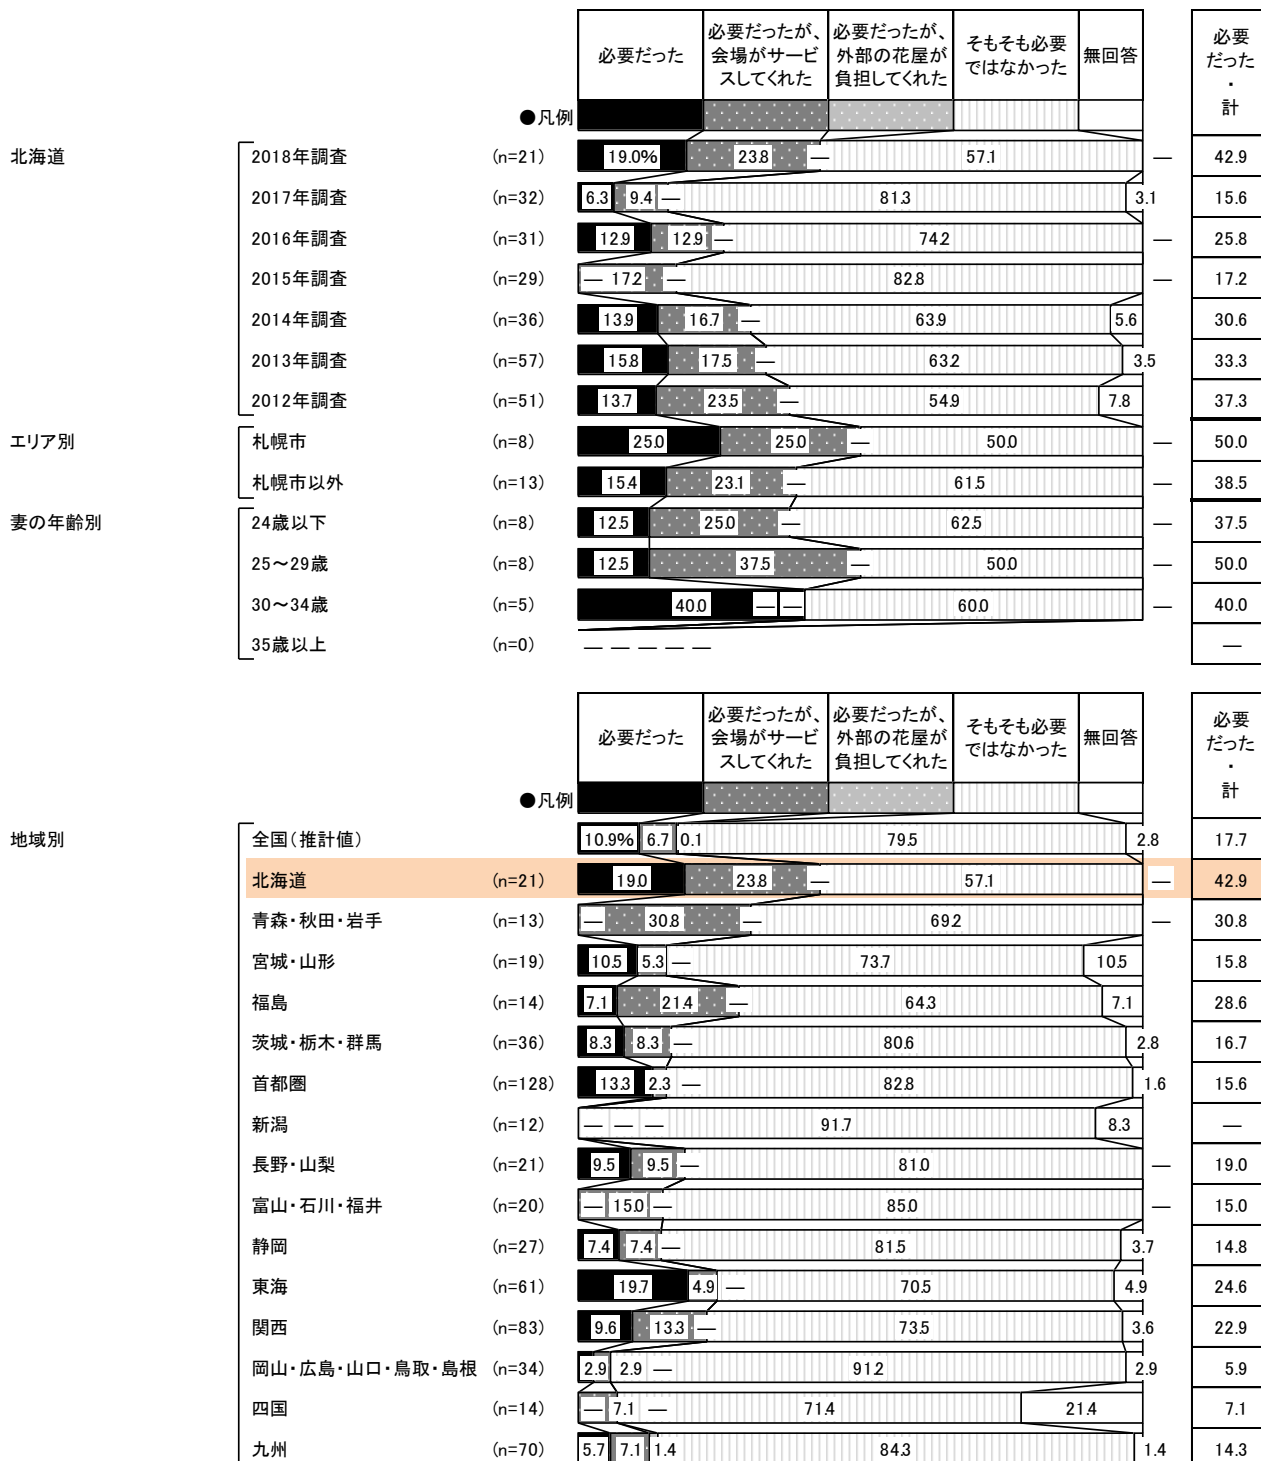 必要だった 必要だったが、会場がサービスしてくれた 必要だったが、外部の花屋が負担してくれた そもそも必要ではなかった 無回答 必要だった・計
●凡例
北海道 2018年調査 (n=21) 19.0% 23.8 — 57.1 — 42.9
2017年調査 (n=32) 6.3 9.4 — 81.3 3.1 15.6
2016年調査 (n=31) 12.9 12.9 — 74.2 — 25.8
2015年調査 (n=29) — 17.2 — 82.8 — 17.2
2014年調査 (n=36) 13.9 16.7 — 63.9 5.6 30.6
2013年調査 (n=57) 15.8 17.5 — 63.2 3.5 33.3
2012年調査 (n=51) 13.7 23.5 — 54.9 7.8 37.3
エリア別 札幌市 (n=8) 25.0 25.0 — 50.0 — 50.0
札幌市以外 (n=13) 15.4 23.1 — 61.5 — 38.5
妻の年齢別 24歳以下 (n=8) 12.5 25.0 — 62.5 — 37.5
25～29歳 (n=8) 12.5 37.5 — 50.0 — 50.0
30～34歳 (n=5) 40.0 — — 60.0 — 40.0
35歳以上 (n=0) — — — — — —
必要だった 必要だったが、会場がサービスしてくれた 必要だったが、外部の花屋が負担してくれた そもそも必要ではなかった 無回答 必要だった・計
●凡例
地域別 全国(推計値) 10.9% 6.7 0.1 79.5 2.8 17.7
北海道 (n=21) 19.0 23.8 — 57.1 — 42.9
青森・秋田・岩手 (n=13) — 30.8 — 69.2 — 30.8
宮城・山形 (n=19) 10.5 5.3 — 73.7 10.5 15.8
福島 (n=14) 7.1 21.4 — 64.3 7.1 28.6
茨城・栃木・群馬 (n=36) 8.3 8.3 — 80.6 2.8 16.7
首都圏 (n=128) 13.3 2.3 — 82.8 1.6 15.6
新潟 (n=12) — — — 91.7 8.3 —
長野・山梨 (n=21) 9.5 9.5 — 81.0 — 19.0
富山・石川・福井 (n=20) — 15.0 — 85.0 — 15.0
静岡 (n=27) 7.4 7.4 — 81.5 3.7 14.8
東海 (n=61) 19.7 4.9 — 70.5 4.9 24.6
関西 (n=83) 9.6 13.3 — 73.5 3.6 22.9
岡山・広島・山口・鳥取・島根 (n=34) 2.9 2.9 — 91.2 2.9 5.9
四国 (n=14) — 7.1 — 71.4 21.4 7.1
九州 (n=70) 5.7 7.1 1.4 84.3 1.4 14.3